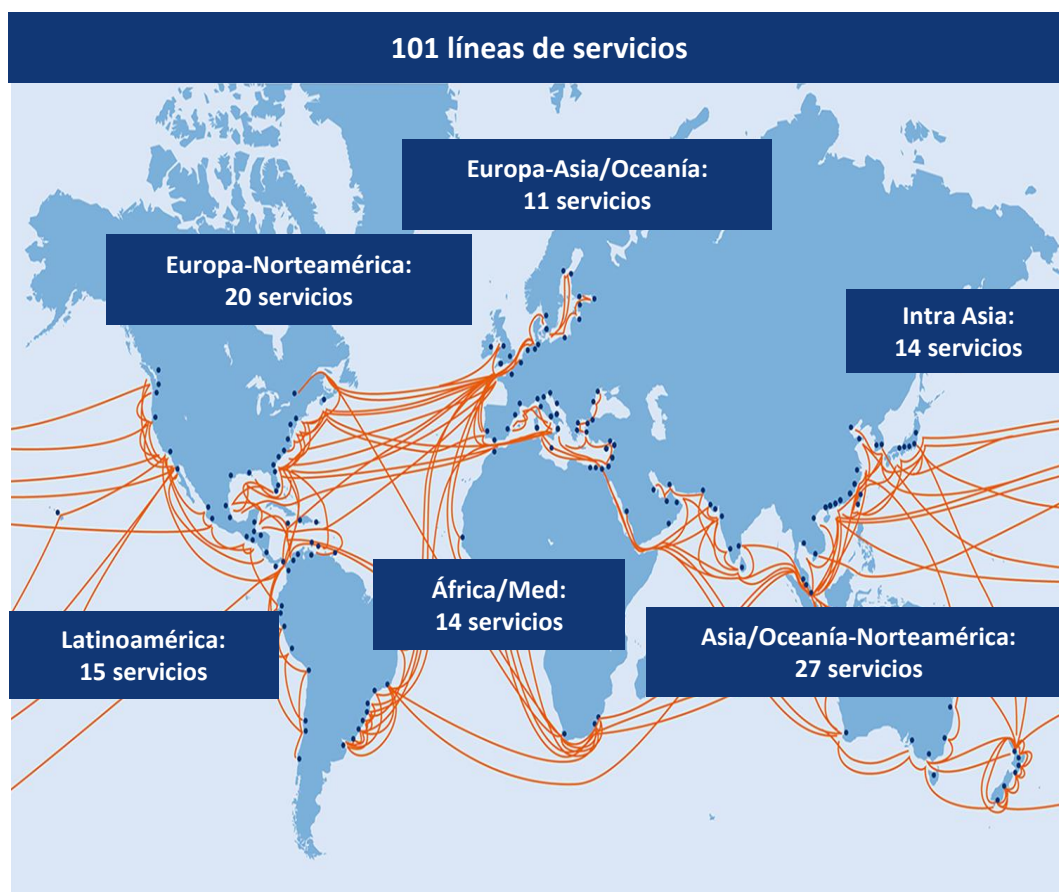 101 líneas de servicios
Europa-Asia/Oceanía:
11 servicios
Europa-Norteamérica:
20 servicios
Intra Asia:
14 servicios
África/Med:
14 servicios
Latinoamérica:
15 servicios
Asia/Oceanía-Norteamérica:
27 servicios